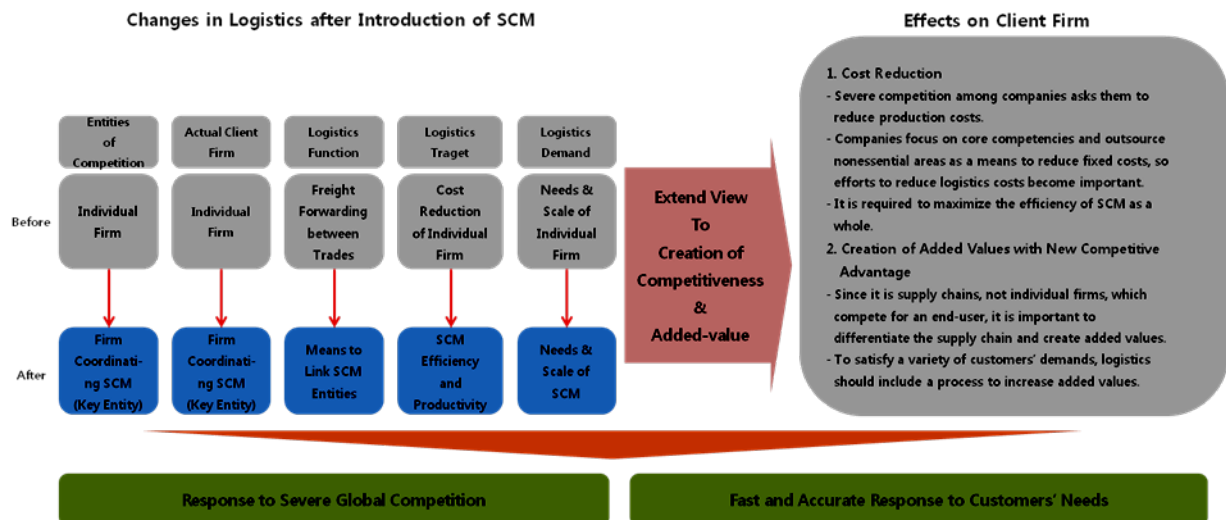 Changes in Logistics after Introduction of SCM
Effects on Client Firm
Entities
of
Competition
Actual Client
Firm
Logistics
Function
Logistics
Traget
Logistics
Demand
Before
Individual
Firm
Individual
Firm
Freight
Forwarding
between
Trades
Cost
Reduction
of Individual
Firm
Needs &
Scale of
Individual
Firm
After
Firm
Coordinati-
ng SCM
(Key Entity)
Firm
Coordinati-
ng SCM
(Key Entity)
Means to
Link SCM
Entities
SCM
Efficiency
and
Productivity
Needs &
Scale of
SCM
Extend View
To
Creation of
Competitiveness
&
Added-value
1. Cost Reduction
- Severe competition among companies asks them to
reduce production costs.
- Companies focus on core competencies and outsource
nonessential areas as a means to reduce fixed costs, so
efforts to reduce logistics costs become important.
- It is required to maximize the efficiency of SCM as a
whole.
2. Creation of Added Values with New Competitive
Advantage
- Since it is supply chains, not individual firms, which
compete for an end-user, it is important to
differentiate the supply chain and create added values.
- To satisfy a variety of customers' demands, logistics
should include a process to increase added values.
Response to Severe Global Competition
Fast and Accurate Response to Customers' Needs